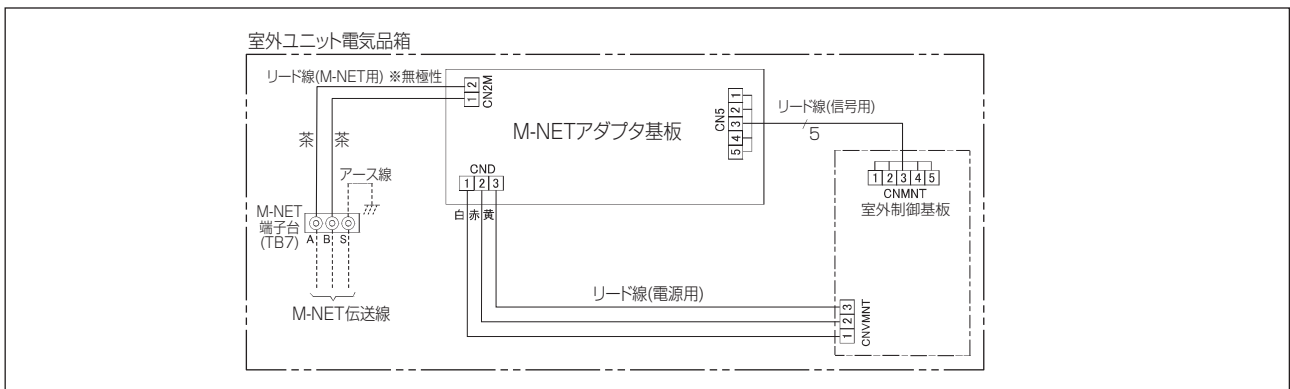 室外ユニット電気品箱
リード線(M-NET用) ※無極性
2
1
CN2M
M-NETアダプタ基板
CN5
1
2
3
4
5
リード線(信号用)
5
茶
茶
アース線
CND
1 2 3
白 赤 黄
M-NET
端子台
(TB7)
A B S
M-NET伝送線
1 2 3 4 5
CNMNT
室外制御基板
リード線(電源用)
3
2
1
CNVMNT